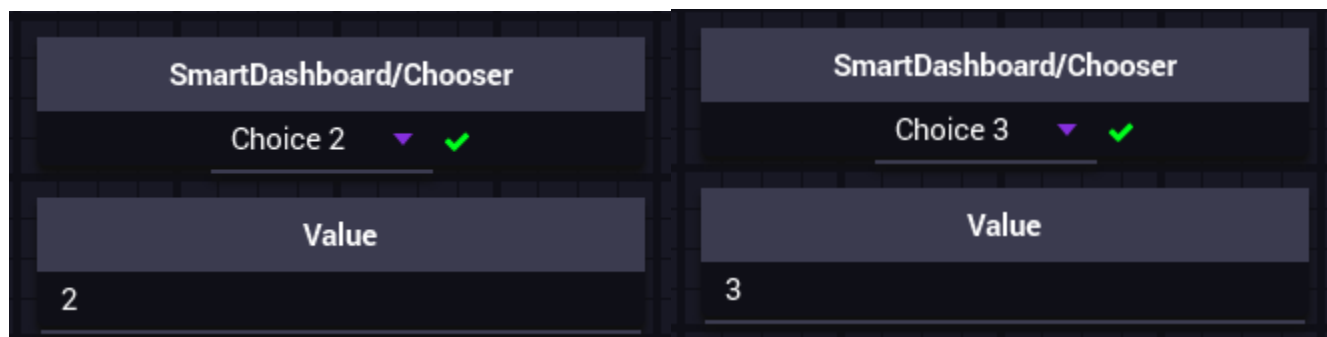 SmartDashboard/Chooser
Choice 2
Value
2
SmartDashboard/Chooser
Choice 3
Value
3